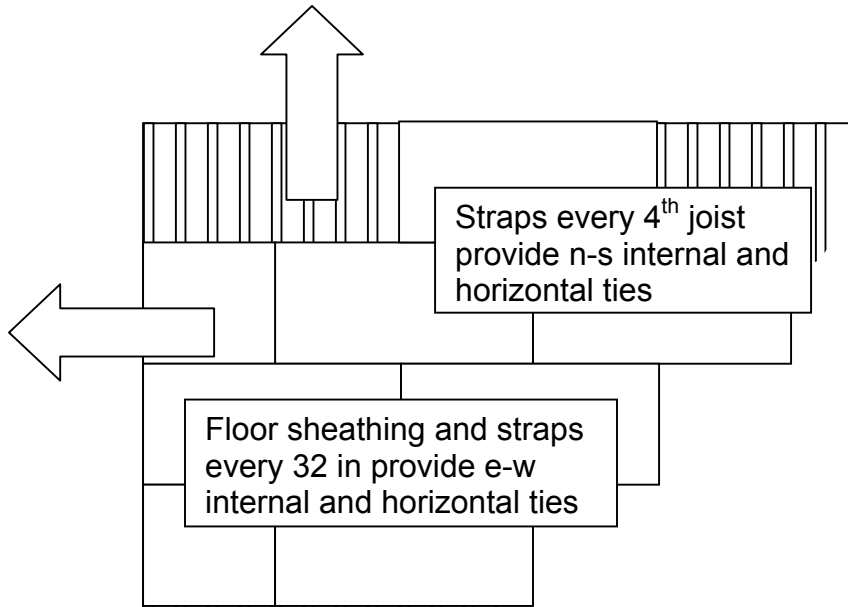 Straps every 4th joist
provide n-s internal and
horizontal ties
Floor sheathing and straps
every 32 in provide e-w
internal and horizontal ties